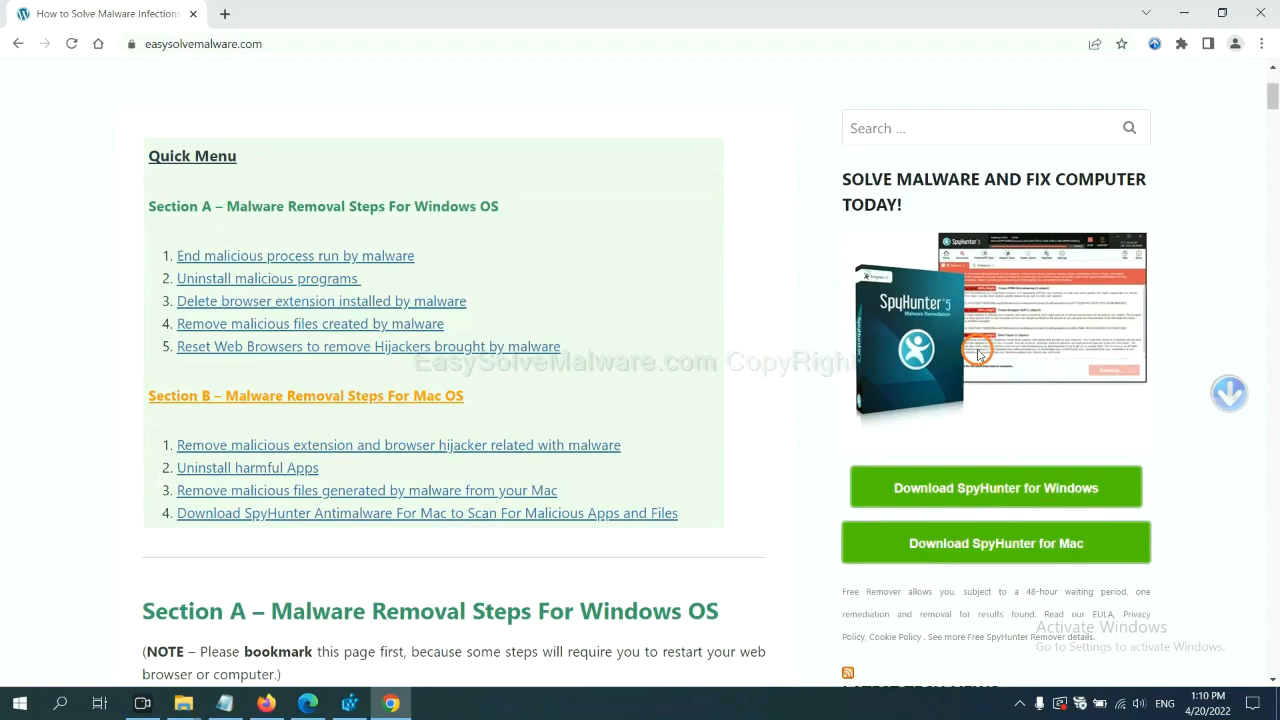 How to Solve Malware Infections
easysolvemalware.com
Search ...
Quick Menu
SOLVE MALWARE AND FIX COMPUTER
TODAY!
Section A – Malware Removal Steps For Windows OS
SpyHunter 5
1. End malicious process run by malware
2. Uninstall malicious programs
3. Delete browser extension installed by malware
SpyHunter 5
Malware Remediation
4. Remove malicious files created by malware
5. Reset Web Browser remove Hijackers brought by malware
Section B – Malware Removal Steps For Mac OS
1. Remove malicious extension and browser hijacker related with malware
2. Uninstall harmful Apps
3. Remove malicious files generated by malware from your Mac
4. Download SpyHunter Antimalware For Mac to Scan For Malicious Apps and Files
Download SpyHunter for Windows
Download SpyHunter for Mac
Free Remover allows you, subject to a 48-hour waiting period, one
remediation and removal for results found. Read our EULA, Privacy
Policy, Cookie Policy . See more Free SpyHunter Remover details.
Section A – Malware Removal Steps For Windows OS
(NOTE – Please bookmark this page first, because some steps will require you to restart your web
browser or computer.)
Activate Windows
Go to Settings to activate Windows.
LATEST TECH NEWS
ENG
1:10 PM
4/20/2022